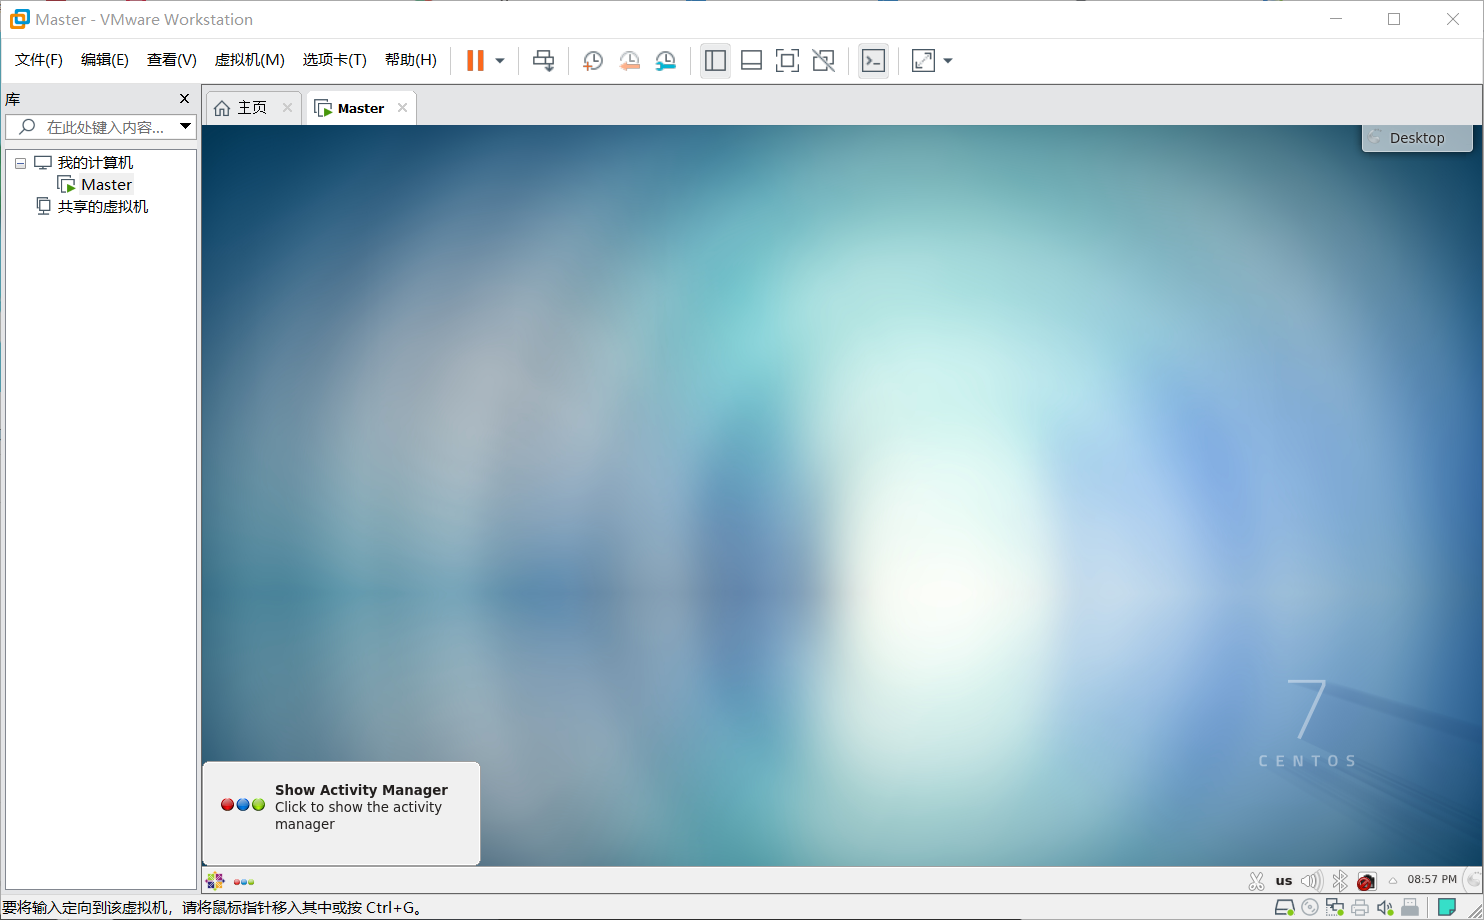 Master - VMware Workstation
文件(F) 编辑(E) 查看(V) 虚拟机(M) 选项卡(T) 帮助(H)
库
在此处键入内容...
我的计算机
Master
共享的虚拟机
主页
Master
Desktop
7
CENTOS
Show Activity Manager
Click to show the activity
manager
us
08:57 PM
要将输入定向到该虚拟机，请将鼠标指针移入其中或按 Ctrl+G。